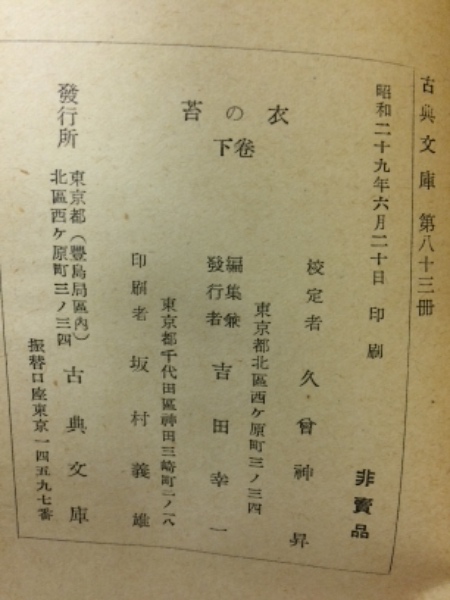 古典文庫 第八十三冊
昭和二十九年六月二十日 印刷
非賣品
苔の衣
下卷
校定者 久曾神昇
東京都北區西ケ原町三ノ三四
編集兼
發行者 吉田幸一
東京都千代田區神田三崎町二ノ一八
印刷者 坂村義雄
發行所
東京都(豐島局區內)
北區西ケ原町三ノ三四
古典文庫
振替口座東京一四五九七番